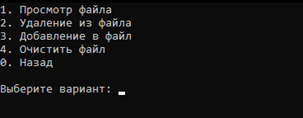 1. Просмотр файла
2. Удаление из файла
3. Добавление в файл
4. Очистить файл
0. Назад
Выберите вариант: